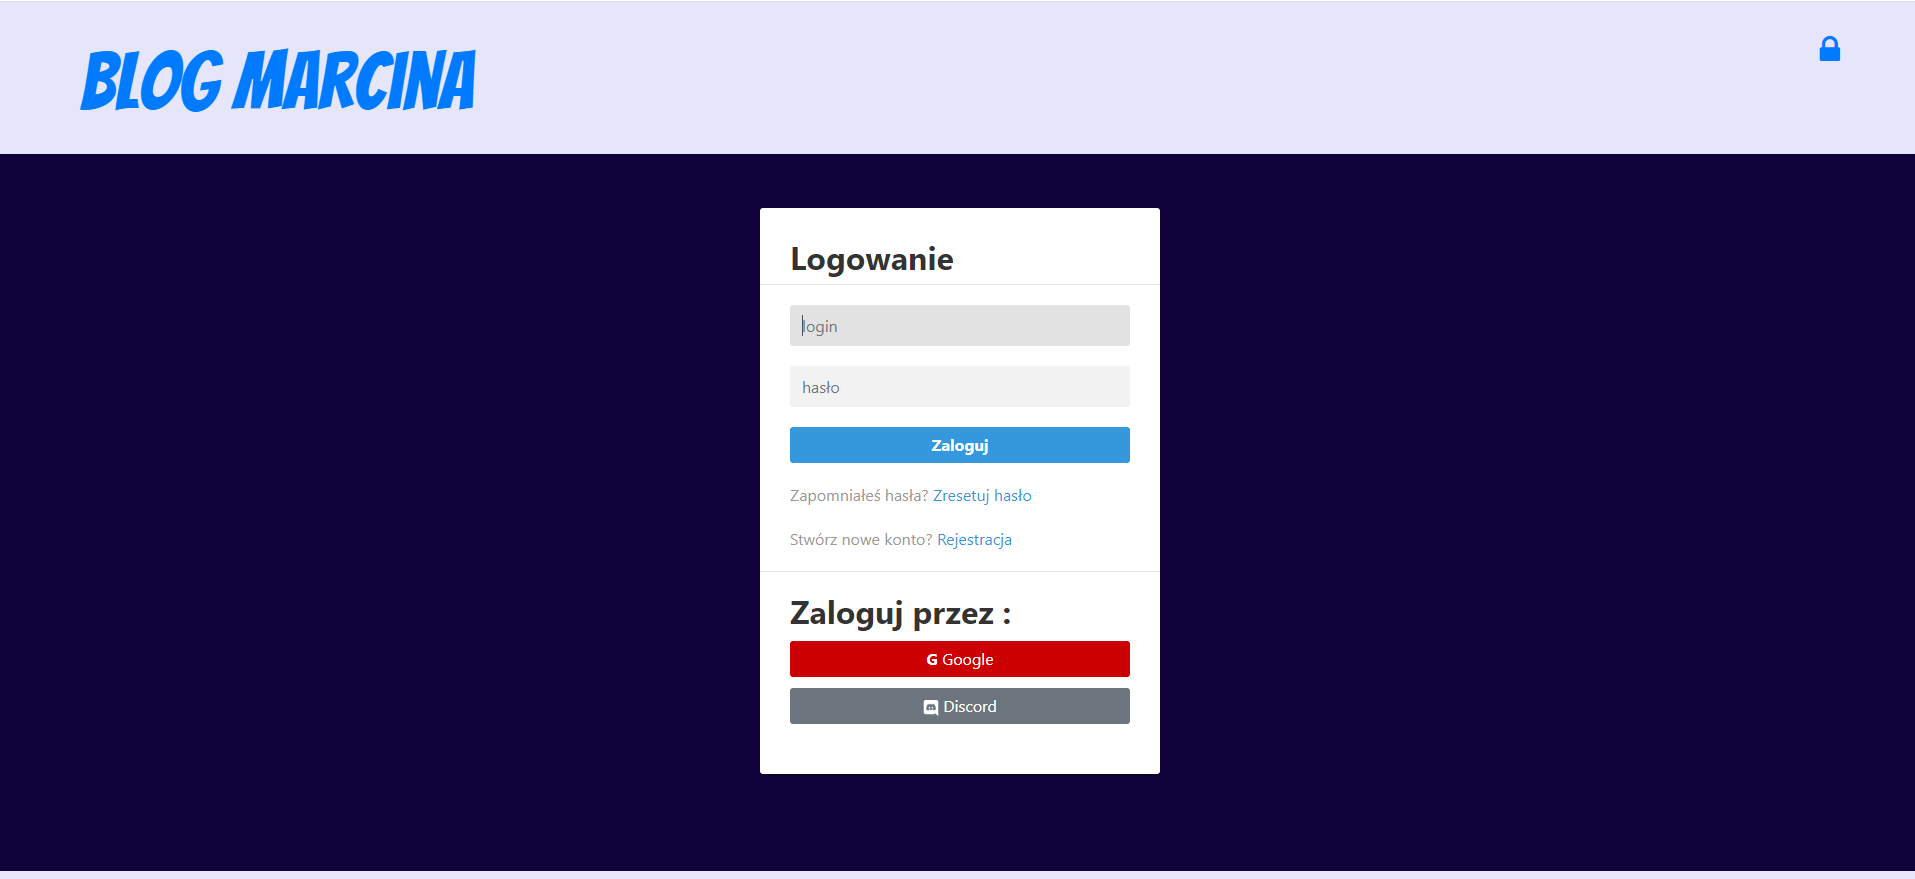 BLOG MARCINA
Logowanie
login
hasło
Zaloguj
Zapomniałeś hasła? Zresetuj hasło
Stwórz nowe konto? Rejestracja
Zaloguj przez :
G Google
Discord